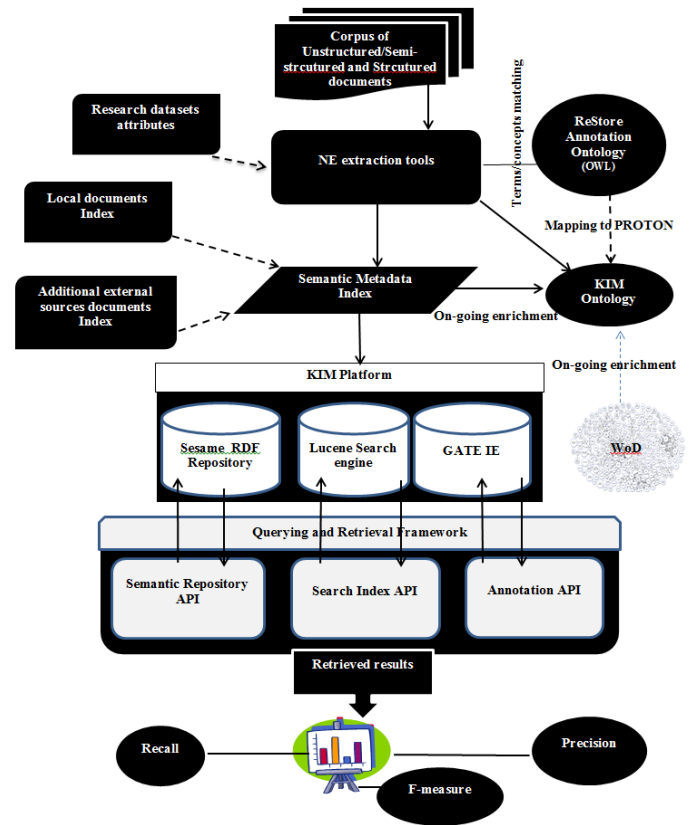 Corpus of
Unstructured/Semi-
strcutured and Strcutured
documents
Research datasets
attributes
NE extraction tools
Terms/concepts matching
ReStore
Annotation
Ontology
(OWL)
Local documents
Index
Mapping to PROTON
Semantic Metadata
Index
KIM
Ontology
Additional external
sources documents
Index
On-going enrichment
KIM Platform
On-going enrichment
Sesame RDF
Repository
Lucene Search
engine
GATE IE
WoD
Querying and Retrieval Framework
Semantic Repository
API
Search Index API
Annotation API
Retrieved results
Recall
Precision
F-measure